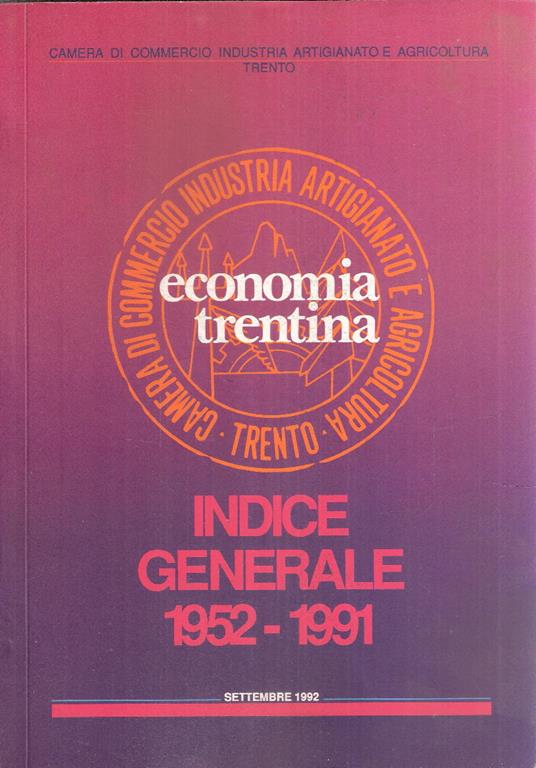 CAMERA DI COMMERCIO INDUSTRIA ARTIGIANATO E AGRICOLTURA
TRENTO
CAMERA DI COMMERCIO INDUSTRIA ARTIGIANATO E AGRICOLTURA · TRENTO ·
economia
trentina
INDICE
GENERALE
1952 - 1991
SETTEMBRE 1992